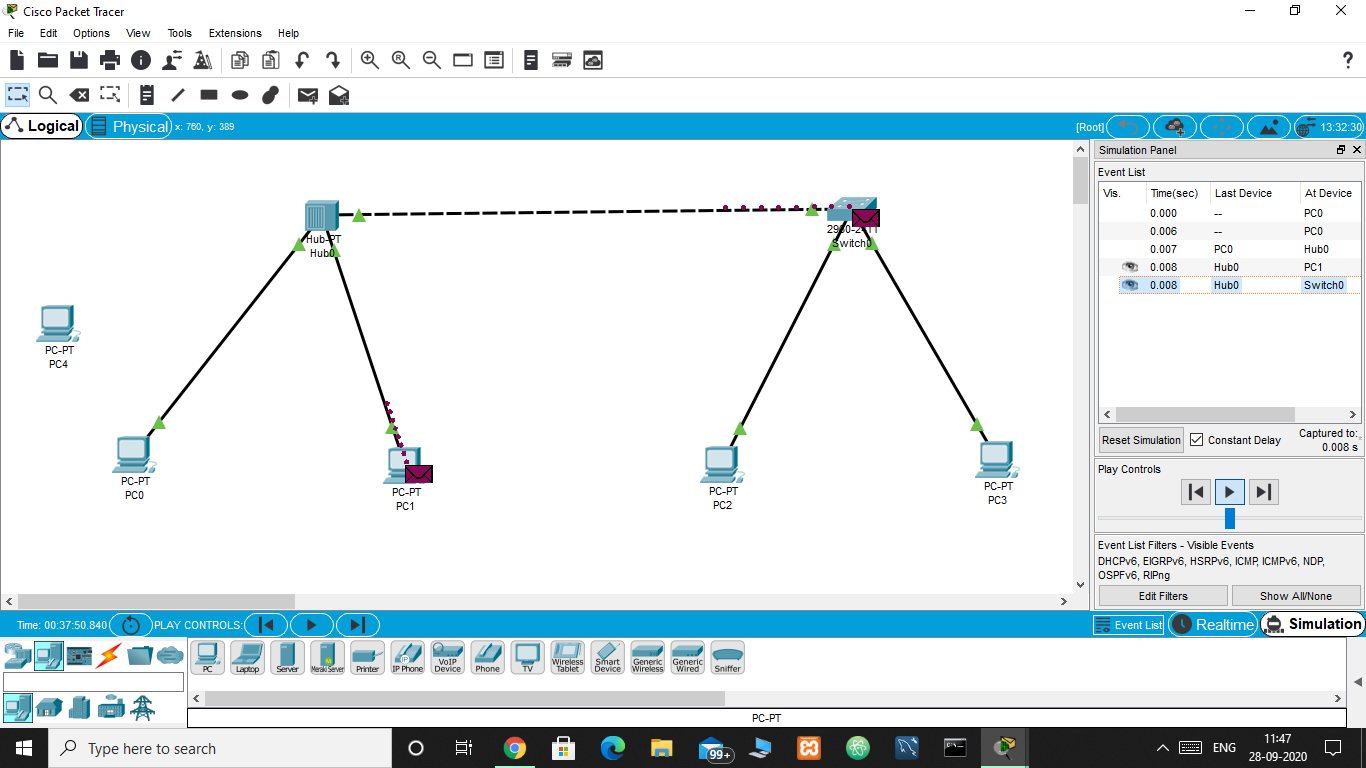 Cisco Packet Tracer
File Edit Options View Tools Extensions Help
?
Logical Physical x: 760, y: 389 [Root] 13:32:30
Simulation Panel
Event List
Vis. Time(sec) Last Device At Device
0.000 -- PC0
0.006 -- PC0
0.007 PC0 Hub0
0.008 Hub0 PC1
0.008 Hub0 Switch0
Reset Simulation Constant Delay Captured to:
0.008 s
Play Controls
Event List Filters - Visible Events
DHCPv6, EIGRPv6, HSRPv6, ICMP, ICMPv6, NDP,
OSPFv6, RIPng
Edit Filters Show All/None
Hub-PT
Hub0
Switch0
PC-PT
PC4
PC-PT
PC0
PC-PT
PC1
PC-PT
PC2
PC-PT
PC3
Time: 00:37:50.840 PLAY CONTROLS: Event List Realtime Simulation
PC Laptop Server Meraki Server Printer IP Phone VoIP Device Phone TV Wireless Tablet Smart Device Generic Wireless Generic Wired Sniffer
PC-PT
Type here to search
99+
ENG
11:47
28-09-2020